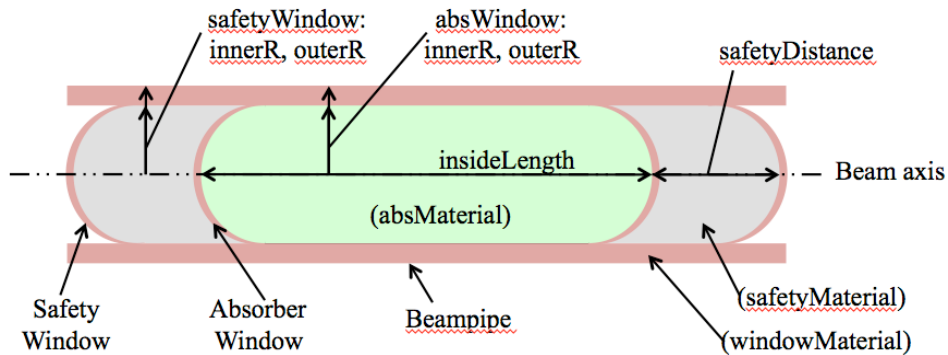 safetyWindow:
innerR, outerR
absWindow:
innerR, outerR
safetyDistance
insideLength
Beam axis
(absMaterial)
Safety
Window
Absorber
Window
Beampipe
(safetyMaterial)
(windowMaterial)